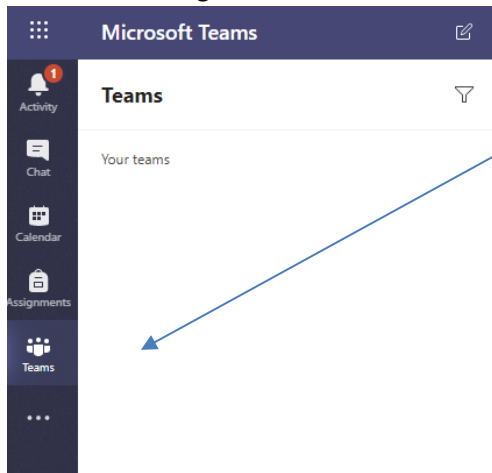 Microsoft Teams
1
Activity
Teams
Your teams
Chat
Calendar
Assignments
Teams